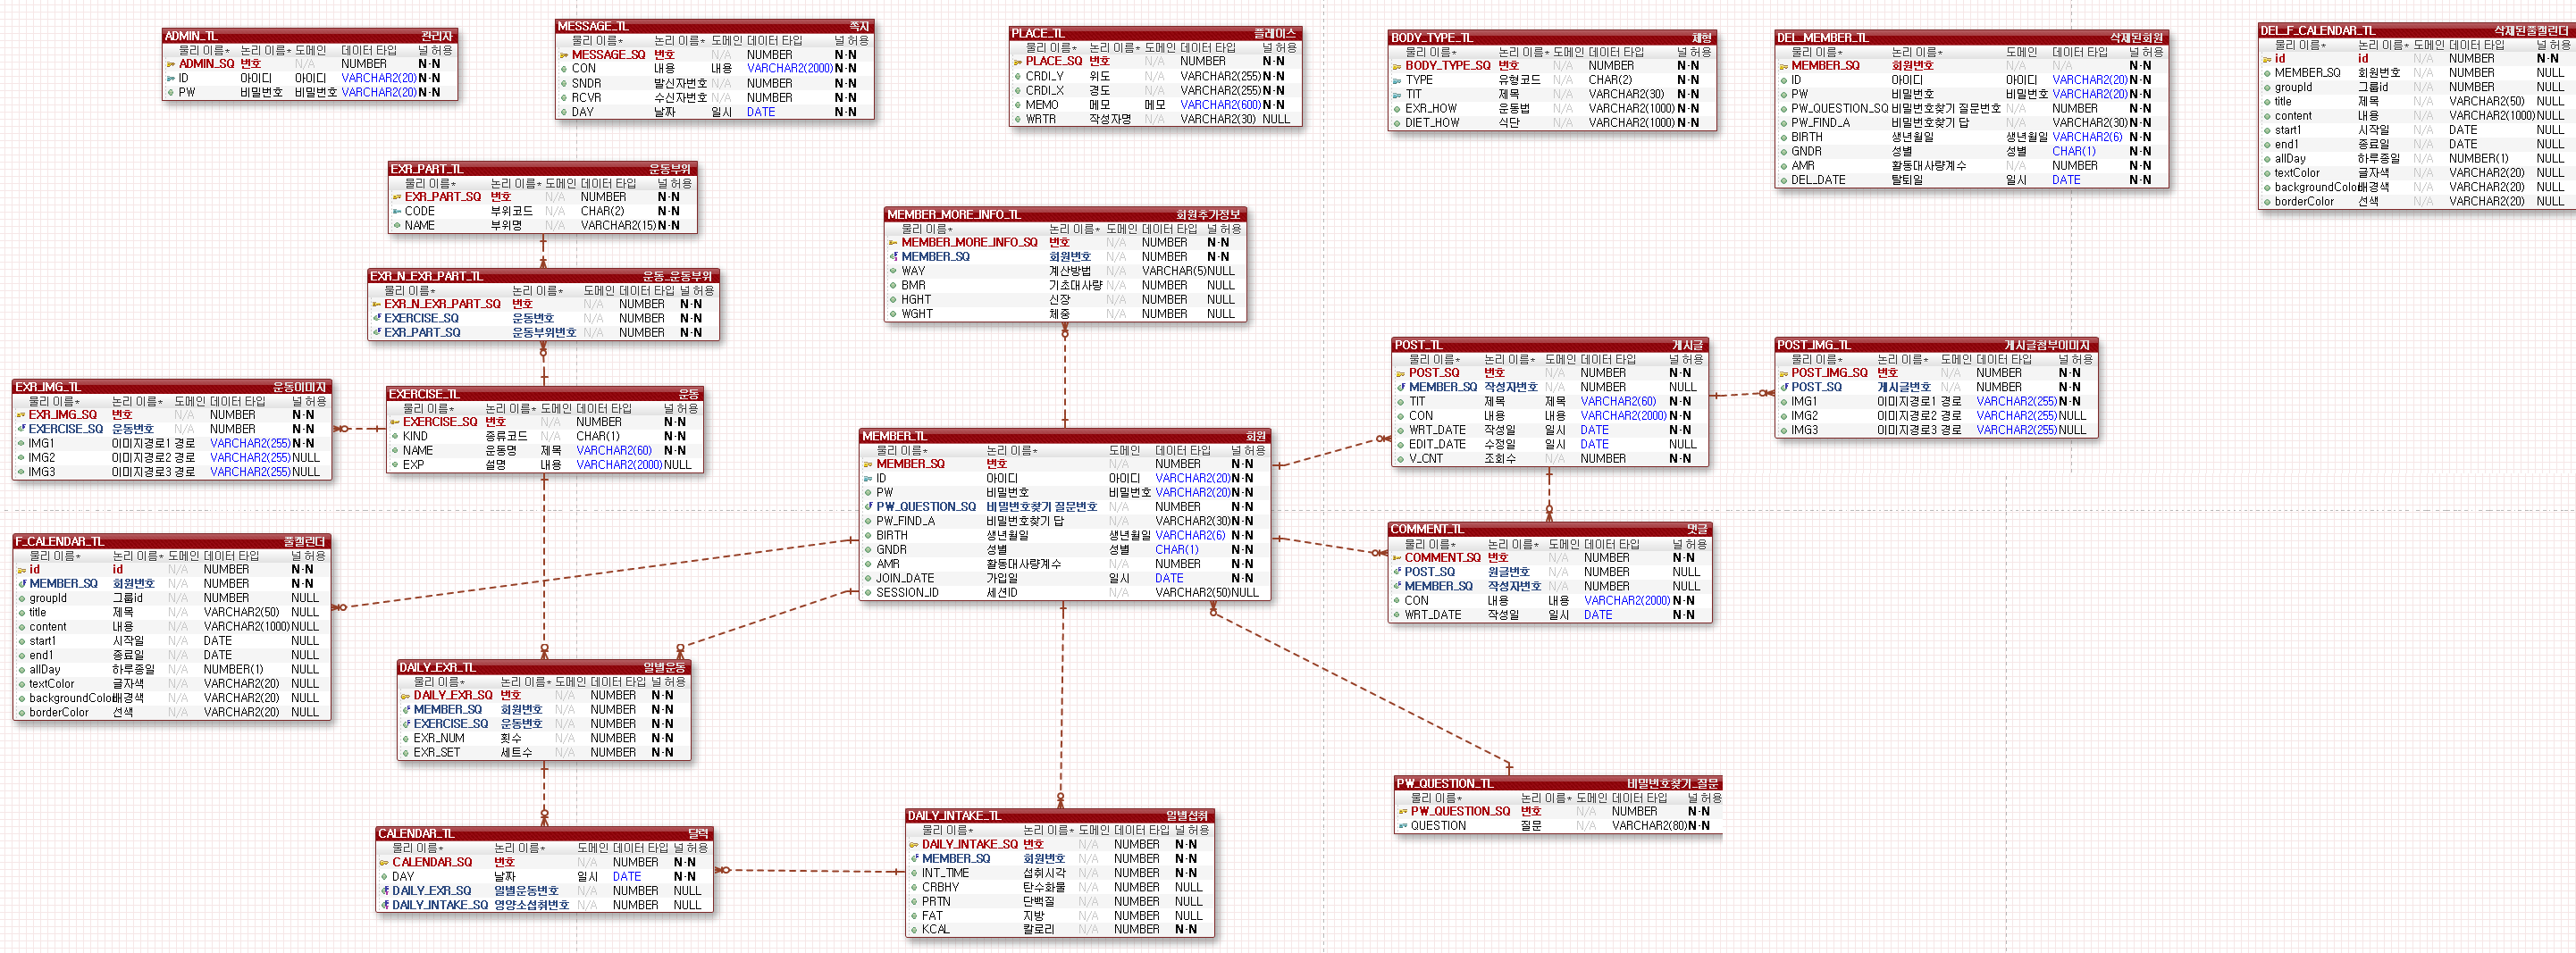 ADMIN_TL 관리자
물리 이름* 논리 이름* 도메인 데이터 타입 널 허용
ADMIN_SQ 번호 N/A NUMBER N-N
ID 아이디 아이디 VARCHAR2(20) N-N
PW 비밀번호 비밀번호 VARCHAR2(20) N-N
MESSAGE_TL 쪽지
물리 이름* 논리 이름* 도메인 데이터 타입 널 허용
MESSAGE_SQ 번호 N/A NUMBER N-N
CON 내용 내용 VARCHAR2(2000) N-N
SNDR 발신자번호 N/A NUMBER N-N
RCVR 수신자번호 N/A NUMBER N-N
DAY 날짜 일시 DATE N-N
PLACE_TL 플레이스
물리 이름* 논리 이름* 도메인 데이터 타입 널 허용
PLACE_SQ 번호 N/A NUMBER N-N
CRDI_Y 위도 N/A VARCHAR2(255) N-N
CRDI_X 경도 N/A VARCHAR2(255) N-N
MEMO 메모 메모 VARCHAR2(600) N-N
WRTR 작성자명 N/A VARCHAR2(30) NULL
BODY_TYPE_TL 체형
물리 이름* 논리 이름* 도메인 데이터 타입 널 허용
BODY_TYPE_SQ 번호 N/A NUMBER N-N
TYPE 유형코드 N/A CHAR(2) N-N
TIT 제목 N/A VARCHAR2(30) N-N
EXR_HOW 운동법 N/A VARCHAR2(1000) N-N
DIET_HOW 식단 N/A VARCHAR2(1000) N-N
DEL_MEMBER_TL 삭제된회원
물리 이름* 논리 이름* 도메인 데이터 타입 널 허용
MEMBER_SQ 회원번호 N/A N/A N-N
ID 아이디 아이디 VARCHAR2(20) N-N
PW 비밀번호 비밀번호 VARCHAR2(20) N-N
PW_QUESTION_SQ 비밀번호찾기 질문번호 N/A NUMBER N-N
PW_FIND_A 비밀번호찾기 답 N/A VARCHAR2(30) N-N
BIRTH 생년월일 생년월일 VARCHAR2(6) N-N
GNDR 성별 성별 CHAR(1) N-N
AMR 활동대사량계수 N/A NUMBER N-N
DEL_DATE 탈퇴일 일시 DATE N-N
DEL_F_CALENDAR_TL 삭제된풀캘린더
물리 이름* 논리 이름* 도메인 데이터 타입 널 허용
id id N/A NUMBER N-N
MEMBER_SQ 회원번호 N/A NUMBER NULL
groupId 그룹id N/A NUMBER NULL
title 제목 N/A VARCHAR2(50) NULL
content 내용 N/A VARCHAR2(1000) NULL
start1 시작일 N/A DATE NULL
end1 종료일 N/A DATE NULL
allDay 하루종일 N/A NUMBER(1) NULL
textColor 글자색 N/A VARCHAR2(20) NULL
backgroundColor 배경색 N/A VARCHAR2(20) NULL
borderColor 선색 N/A VARCHAR2(20) NULL
EXR_PART_TL 운동부위
물리 이름* 논리 이름* 도메인 데이터 타입 널 허용
EXR_PART_SQ 번호 N/A NUMBER N-N
CODE 부위코드 N/A CHAR(2) N-N
NAME 부위명 N/A VARCHAR2(15) N-N
MEMBER_MORE_INFO_TL 회원추가정보
물리 이름* 논리 이름* 도메인 데이터 타입 널 허용
MEMBER_MORE_INFO_SQ 번호 N/A NUMBER N-N
MEMBER_SQ 회원번호 N/A NUMBER N-N
WAY 계산방법 N/A VARCHAR(5) NULL
BMR 기초대사량 N/A NUMBER NULL
HGHT 신장 N/A NUMBER NULL
WGHT 체중 N/A NUMBER NULL
EXR_N_EXR_PART_TL 운동_운동부위
물리 이름* 논리 이름* 도메인 데이터 타입 널 허용
EXR_N_EXR_PART_SQ 번호 N/A NUMBER N-N
EXERCISE_SQ 운동번호 N/A NUMBER N-N
EXR_PART_SQ 운동부위번호 N/A NUMBER N-N
EXR_IMG_TL 운동이미지
물리 이름* 논리 이름* 도메인 데이터 타입 널 허용
EXR_IMG_SQ 번호 N/A NUMBER N-N
EXERCISE_SQ 운동번호 N/A NUMBER N-N
IMG1 이미지경로1 경로 VARCHAR2(255) N-N
IMG2 이미지경로2 경로 VARCHAR2(255) NULL
IMG3 이미지경로3 경로 VARCHAR2(255) NULL
EXERCISE_TL 운동
물리 이름* 논리 이름* 도메인 데이터 타입 널 허용
EXERCISE_SQ 번호 N/A NUMBER N-N
KIND 종류코드 N/A CHAR(1) N-N
NAME 운동명 제목 VARCHAR2(60) N-N
EXP 설명 내용 VARCHAR2(2000) NULL
MEMBER_TL 회원
물리 이름* 논리 이름* 도메인 데이터 타입 널 허용
MEMBER_SQ 번호 N/A NUMBER N-N
ID 아이디 아이디 VARCHAR2(20) N-N
PW 비밀번호 비밀번호 VARCHAR2(20) N-N
PW_QUESTION_SQ 비밀번호찾기 질문번호 N/A NUMBER N-N
PW_FIND_A 비밀번호찾기 답 N/A VARCHAR2(30) N-N
BIRTH 생년월일 생년월일 VARCHAR2(6) N-N
GNDR 성별 성별 CHAR(1) N-N
AMR 활동대사량계수 N/A NUMBER N-N
JOIN_DATE 가입일 일시 DATE N-N
SESSION_ID 세션ID N/A VARCHAR2(50) NULL
POST_TL 게시글
물리 이름* 논리 이름* 도메인 데이터 타입 널 허용
POST_SQ 번호 N/A NUMBER N-N
MEMBER_SQ 작성자번호 N/A NUMBER NULL
TIT 제목 제목 VARCHAR2(60) N-N
CON 내용 내용 VARCHAR2(2000) N-N
WRT_DATE 작성일 일시 DATE N-N
EDIT_DATE 수정일 일시 DATE NULL
V_CNT 조회수 N/A NUMBER N-N
POST_IMG_TL 게시글첨부이미지
물리 이름* 논리 이름* 도메인 데이터 타입 널 허용
POST_IMG_SQ 번호 N/A NUMBER N-N
POST_SQ 게시글번호 N/A NUMBER N-N
IMG1 이미지경로1 경로 VARCHAR2(255) N-N
IMG2 이미지경로2 경로 VARCHAR2(255) NULL
IMG3 이미지경로3 경로 VARCHAR2(255) NULL
COMMENT_TL 댓글
물리 이름* 논리 이름* 도메인 데이터 타입 널 허용
COMMENT_SQ 번호 N/A NUMBER N-N
POST_SQ 원글번호 N/A NUMBER NULL
MEMBER_SQ 작성자번호 N/A NUMBER NULL
CON 내용 내용 VARCHAR2(2000) N-N
WRT_DATE 작성일 일시 DATE N-N
F_CALENDAR_TL 풀캘린더
물리 이름* 논리 이름* 도메인 데이터 타입 널 허용
id id N/A NUMBER N-N
MEMBER_SQ 회원번호 N/A NUMBER N-N
groupId 그룹id N/A NUMBER NULL
title 제목 N/A VARCHAR2(50) NULL
content 내용 N/A VARCHAR2(1000) NULL
start1 시작일 N/A DATE NULL
end1 종료일 N/A DATE NULL
allDay 하루종일 N/A NUMBER(1) NULL
textColor 글자색 N/A VARCHAR2(20) NULL
backgroundColor 배경색 N/A VARCHAR2(20) NULL
borderColor 선색 N/A VARCHAR2(20) NULL
DAILY_EXR_TL 일별운동
물리 이름* 논리 이름* 도메인 데이터 타입 널 허용
DAILY_EXR_SQ 번호 N/A NUMBER N-N
MEMBER_SQ 회원번호 N/A NUMBER N-N
EXERCISE_SQ 운동번호 N/A NUMBER N-N
EXR_NUM 횟수 N/A NUMBER N-N
EXR_SET 세트수 N/A NUMBER N-N
PW_QUESTION_TL 비밀번호찾기_질문
물리 이름* 논리 이름* 도메인 데이터 타입 널 허용
PW_QUESTION_SQ 번호 N/A NUMBER N-N
QUESTION 질문 N/A VARCHAR2(80) N-N
CALENDAR_TL 달력
물리 이름* 논리 이름* 도메인 데이터 타입 널 허용
CALENDAR_SQ 번호 N/A NUMBER N-N
DAY 날짜 일시 DATE N-N
DAILY_EXR_SQ 일별운동번호 N/A NUMBER NULL
DAILY_INTAKE_SQ 영양소섭취번호 N/A NUMBER NULL
DAILY_INTAKE_TL 일별섭취
물리 이름* 논리 이름* 도메인 데이터 타입 널 허용
DAILY_INTAKE_SQ 번호 N/A NUMBER N-N
MEMBER_SQ 회원번호 N/A NUMBER N-N
INT_TIME 섭취시각 N/A NUMBER N-N
CRBHY 탄수화물 N/A NUMBER NULL
PRTN 단백질 N/A NUMBER NULL
FAT 지방 N/A NUMBER NULL
KCAL 칼로리 N/A NUMBER N-N